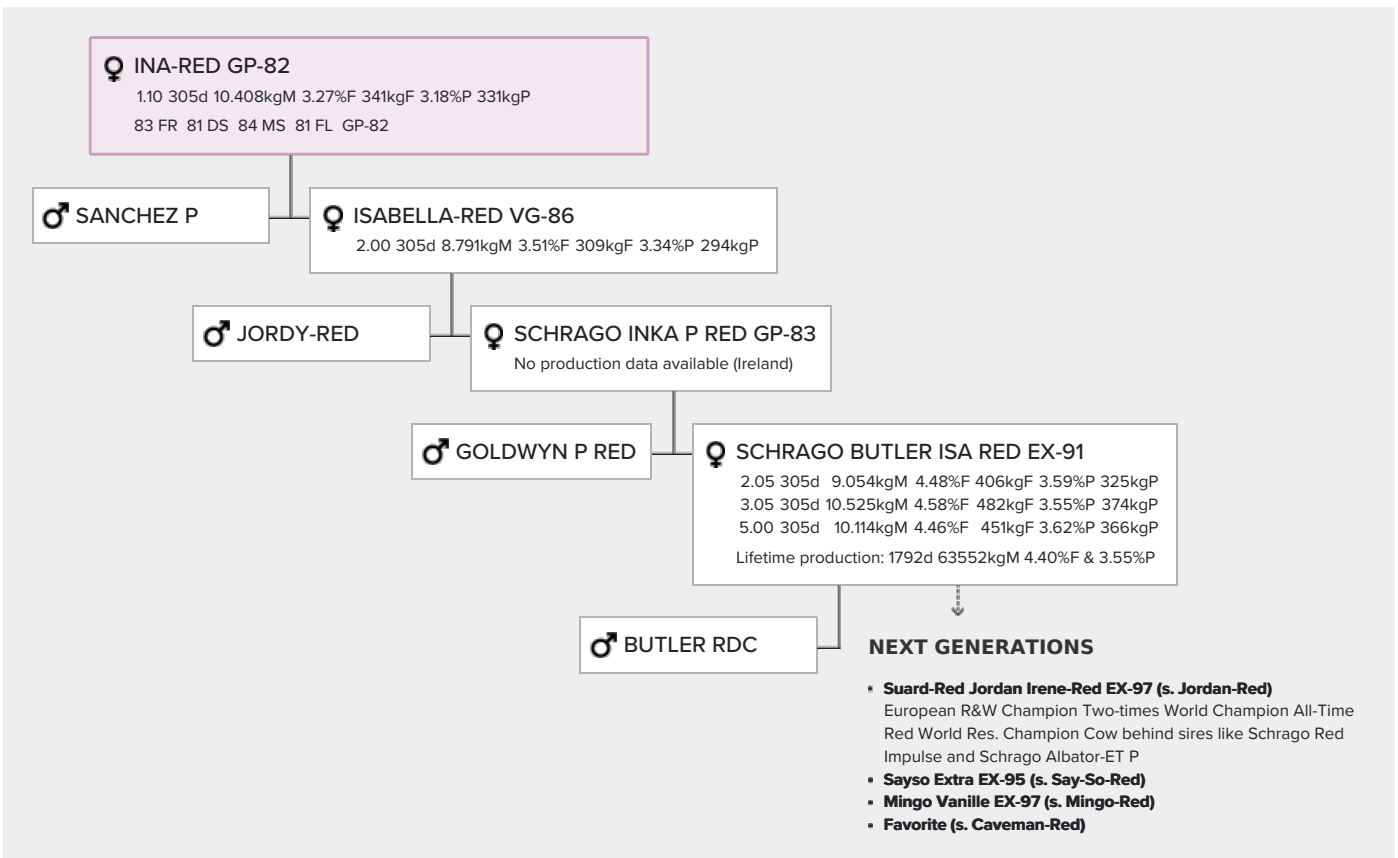 INA-RED GP-82
1.10 305d 10.408kgM 3.27%F 341kgF 3.18%P 331kgP
83 FR 81 DS 84 MS 81 FL GP-82
SANCHEZ P
ISABELLA-RED VG-86
2.00 305d 8.791kgM 3.51%F 309kgF 3.34%P 294kgP
JORDY-RED
SCHRAGO INKA P RED GP-83
No production data available (Ireland)
GOLDWYN P RED
SCHRAGO BUTLER ISA RED EX-91
2.05 305d 9.054kgM 4.48%F 406kgF 3.59%P 325kgP
3.05 305d 10.525kgM 4.58%F 482kgF 3.55%P 374kgP
5.00 305d 10.114kgM 4.46%F 451kgF 3.62%P 366kgP
Lifetime production: 1792d 63552kgM 4.40%F & 3.55%P
BUTLER RDC
NEXT GENERATIONS
• Suard-Red Jordan Irene-Red EX-97 (s. Jordan-Red)
European R&W Champion Two-times World Champion All-Time
Red World Res. Champion Cow behind sires like Schrago Red
Impulse and Schrago Albator-ET P
• Sayso Extra EX-95 (s. Say-So-Red)
• Mingo Vanille EX-97 (s. Mingo-Red)
• Favorite (s. Caveman-Red)